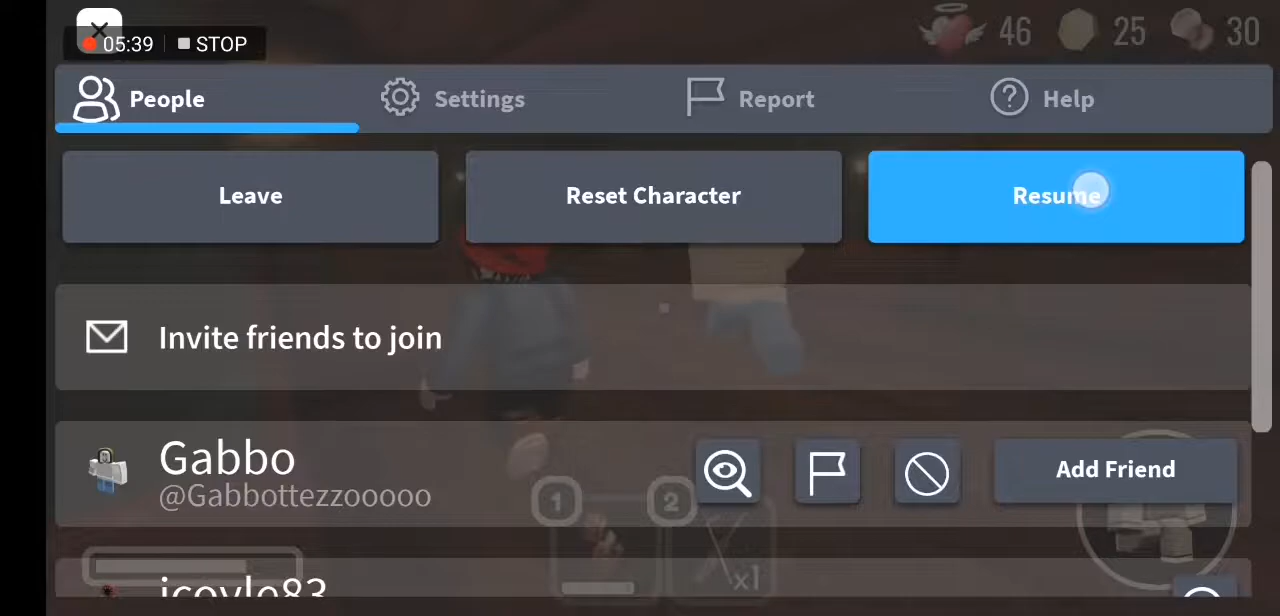 05:39 STOP
46 25 30
People Settings Report Help
Leave Reset Character Resume
Invite friends to join
Gabbo
@Gabbottezzooooo
Add Friend
1 2
x1